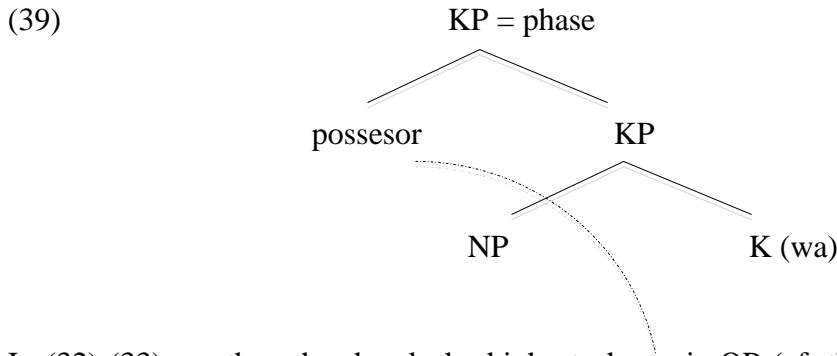 (39) KP = phase
possesor KP
NP K (wa)